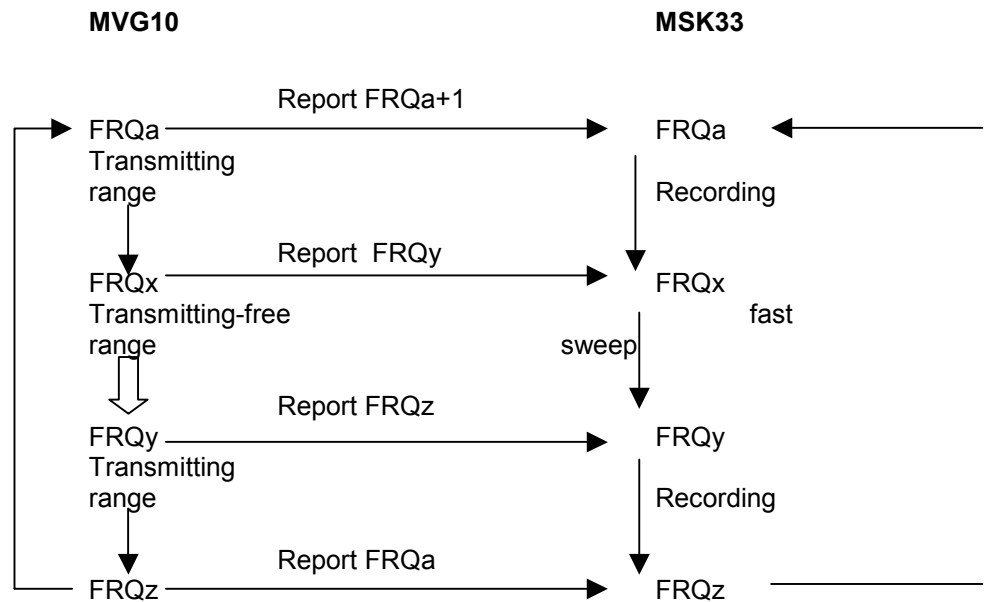 MVG10 MSK33
Report FRQa+1
FRQa FRQa
Transmitting
range Recording
Report FRQy
FRQx FRQx
Transmitting-free fast
range sweep
Report FRQz
FRQy FRQy
Transmitting
range Recording
Report FRQa
FRQz FRQz